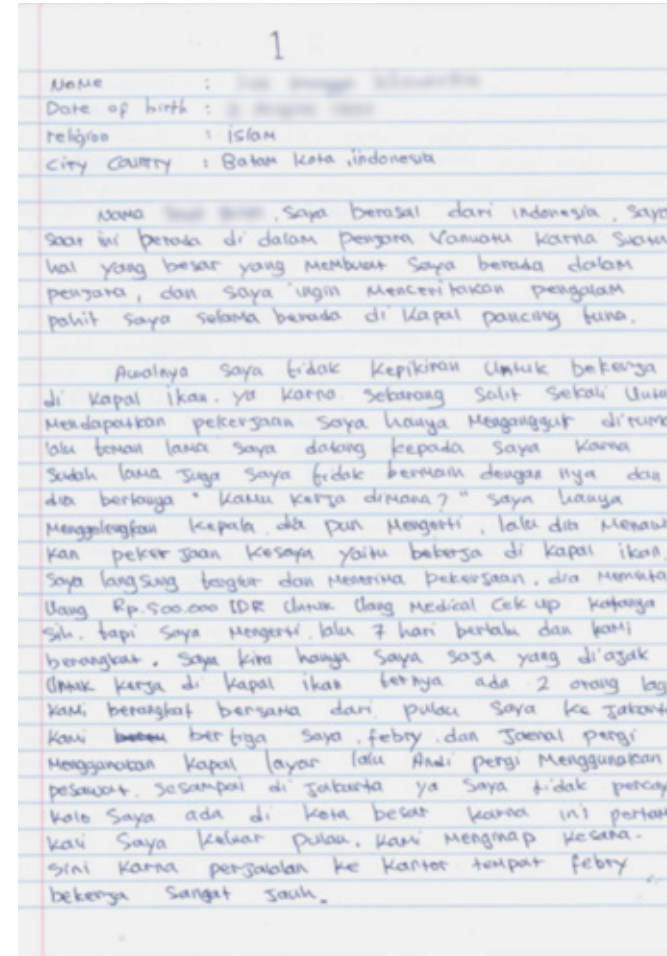 1
Name :
Date of birth :
religion : islam
City Country : Batam kota, indonesia
Nama , saya berasal dari indonesia, saya
saat ini berada di dalam penjara Vanuatu karna suatu
hal yang besar yang membuat saya berada dalam
penjara, dan saya ingin menceritakan pengalam
pahit saya selama berada di kapal pancing tuna.
Awalnya saya tidak kepikiran untuk bekerja
di kapal ikan. ya karna sekarang sulit sekali
Mendapatkan pekerjaan saya hanya menganggur
lalu teman lama saya datang kepada saya karna
sudah lama juga saya tidak bermain dengan nya dan
dia bertanya " kamu kerja dimana? " saya hanya
Menggelengkan kepala. dia pun mengerti, lalu dia
kan pekerjaan kesaya yaitu bekerja di kapal ikan.
saya langsung dan menerima pekerjaan. dia meminta
Uang Rp.500.000 IDR untuk Uang Medical Cek up katanya
sih. tapi saya mengerti. lalu 7 hari berlalu dan kami
berangkat. saya kira hanya saya saja yang di'ajak
untuk kerja di kapal ikan ternya ada 2 orang lagi
kami berangkat bersama dari pulau saya ke Jakarta
kami bertiga saya, febry, dan Jaenal pergi
Menggunakan kapal layar lalu Andi pergi Menggunakan
pesawat. sesampai di Jakarta ya saya tidak
kalo saya ada di kota besar karna ini
kali saya keluar pulau. kami menginap kesana-
sini karna perjalalan ke kantor tempat febry
bekerja sangat jauh.